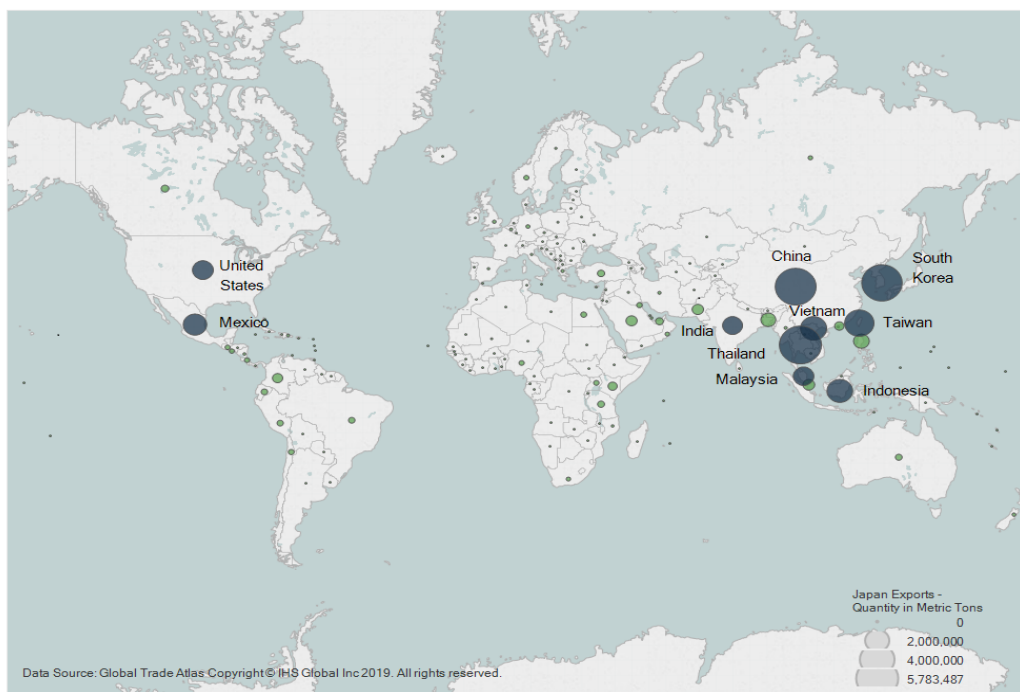 China
South
Korea
United
States
Mexico
Vietnam
India
Taiwan
Thailand
Malaysia
Indonesia
Japan Exports -
Quantity in Metric Tons
0
2,000,000
4,000,000
5,783,487
Data Source: Global Trade Atlas Copyright © IHS Global Inc 2019. All rights reserved.